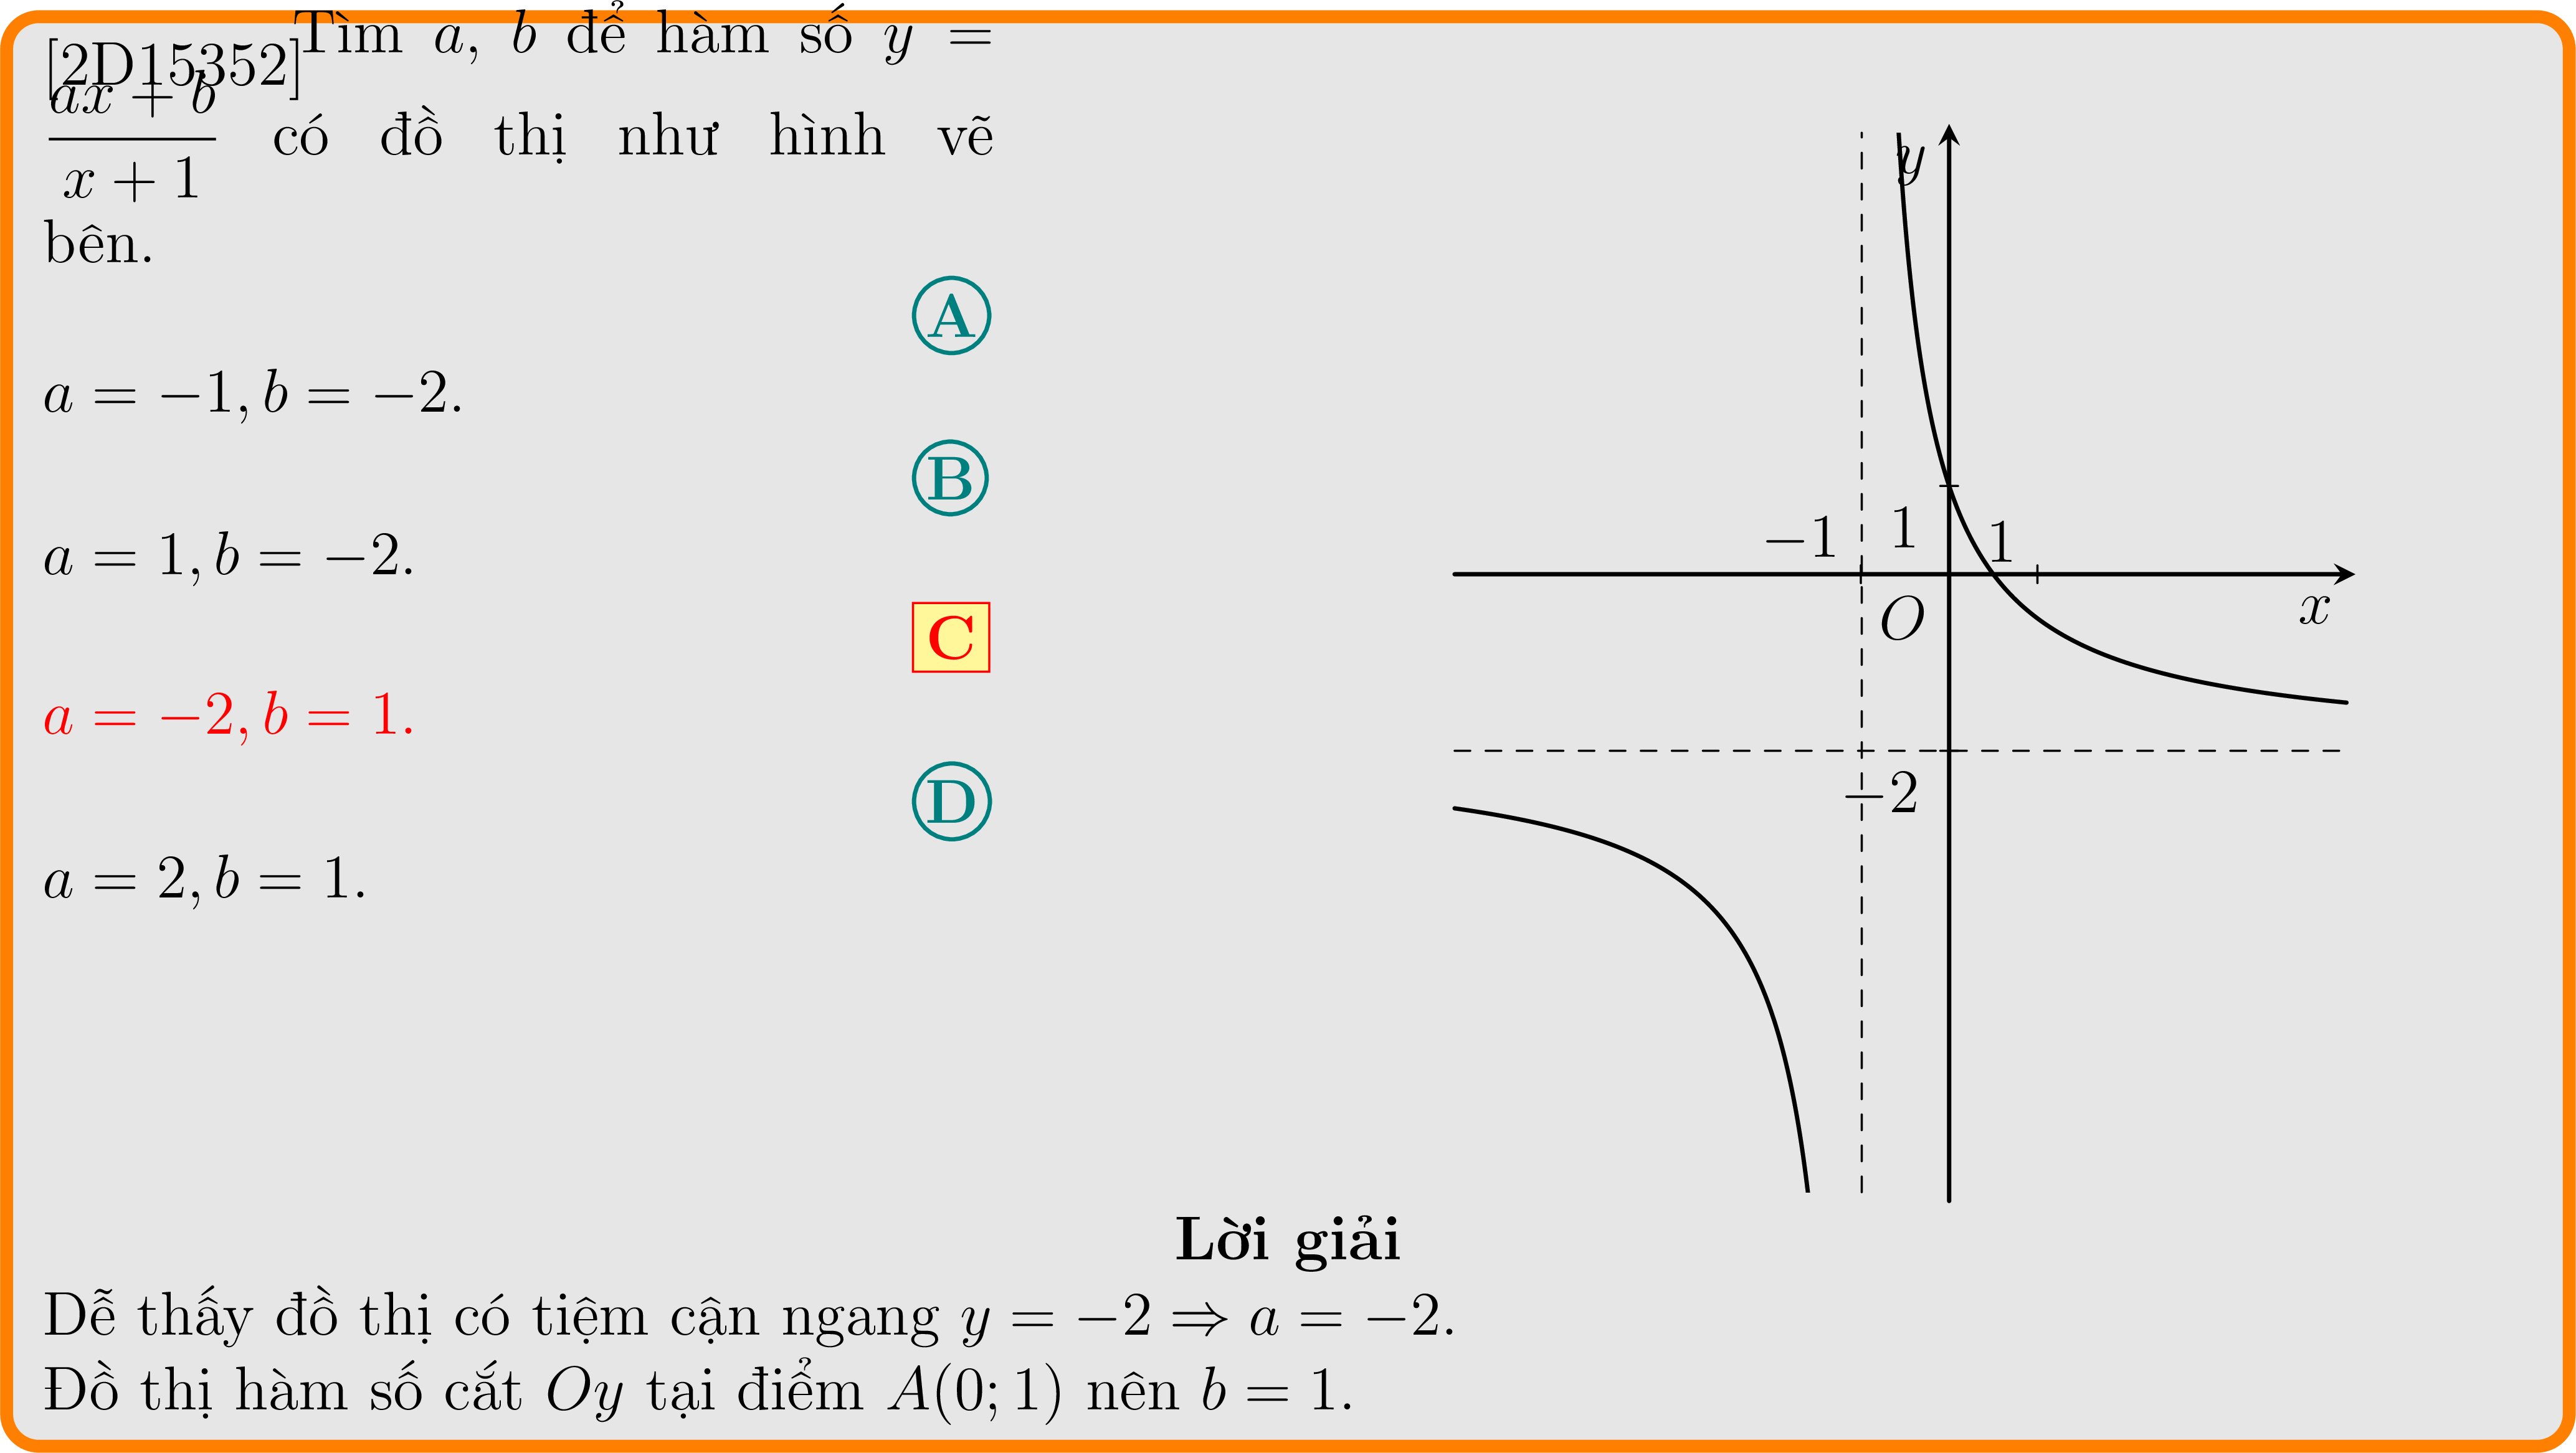 [2D15352] Tìm a, b để hàm số y =
\frac{ax + b}{x + 1} có đồ thị như hình vẽ
bên.
A
a = −1, b = −2.
B
a = 1, b = −2.
C
a = −2, b = 1.
D
a = 2, b = 1.
y
−1 1 1
O x
−2
Lời giải
Dễ thấy đồ thị có tiệm cận ngang y = −2 ⇒ a = −2.
Đồ thị hàm số cắt Oy tại điểm A(0; 1) nên b = 1.